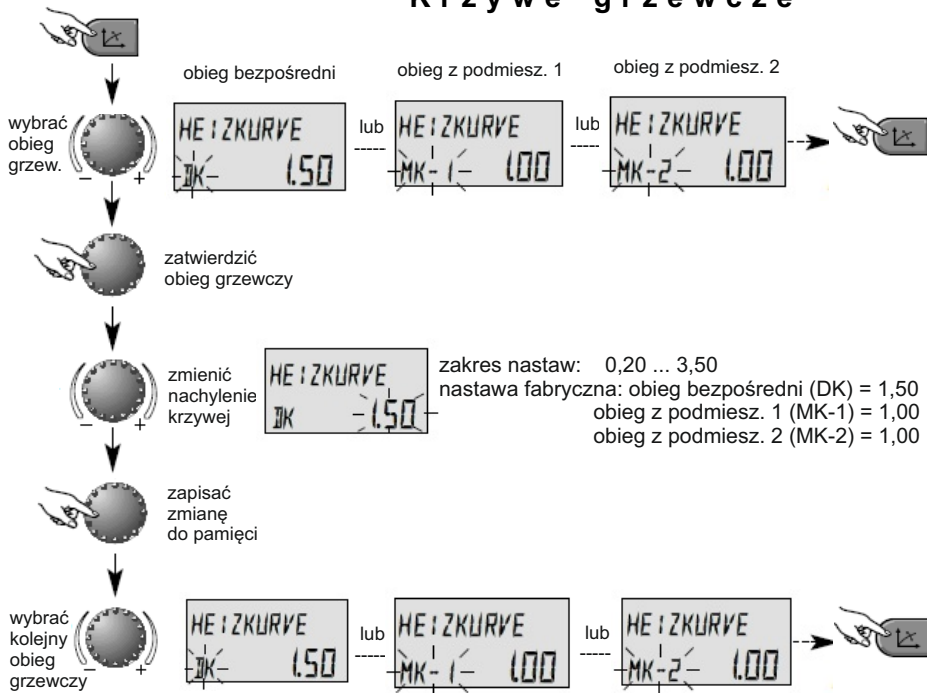 Krzywe grzewcze
obieg bezpośredni
obieg z podmiesz. 1
obieg z podmiesz. 2
wybrać
obieg
grzew.
- +
HEIZKURVE
DK 1.50
lub
HEIZKURVE
MK-1 1.00
lub
HEIZKURVE
MK-2 1.00
zatwierdzić
obieg grzewczy
zmienić
nachylenie
krzywej
- +
HEIZKURVE
DK 1.50
zakres nastaw: 0,20 ... 3,50
nastawa fabryczna: obieg bezpośredni (DK) = 1,50
obieg z podmiesz. 1 (MK-1) = 1,00
obieg z podmiesz. 2 (MK-2) = 1,00
zapisać
zmianę
do pamięci
wybrać
kolejny
obieg
grzewczy
- +
HEIZKURVE
DK 1.50
lub
HEIZKURVE
MK-1 1.00
lub
HEIZKURVE
MK-2 1.00